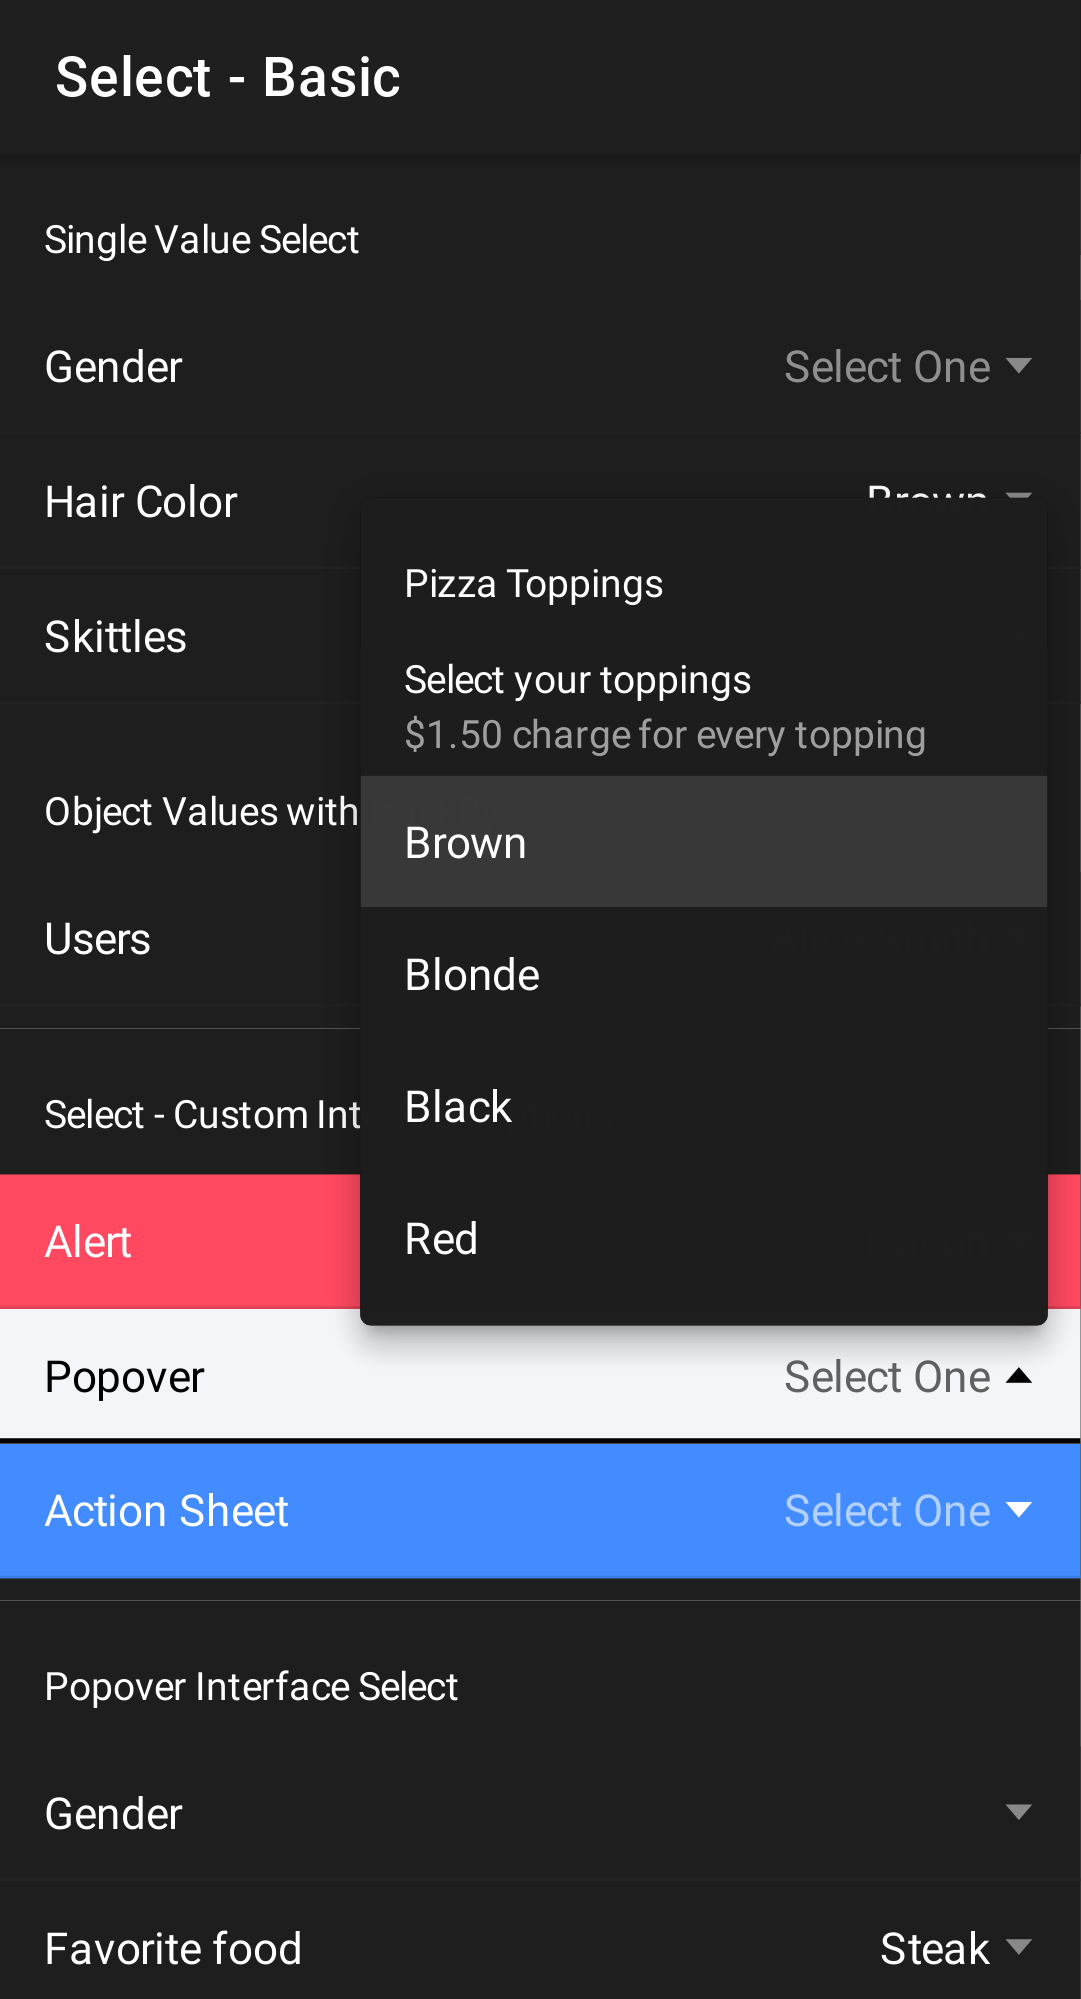 Select - Basic
Single Value Select
Gender Select One
Hair Color Brown
Skittles
Object Values with
Users
Select - Custom Int
Pizza Toppings
Select your toppings
$1.50 charge for every topping
Brown
Blonde
Black
Red
Alert
Popover Select One
Action Sheet Select One
Popover Interface Select
Gender
Favorite food Steak